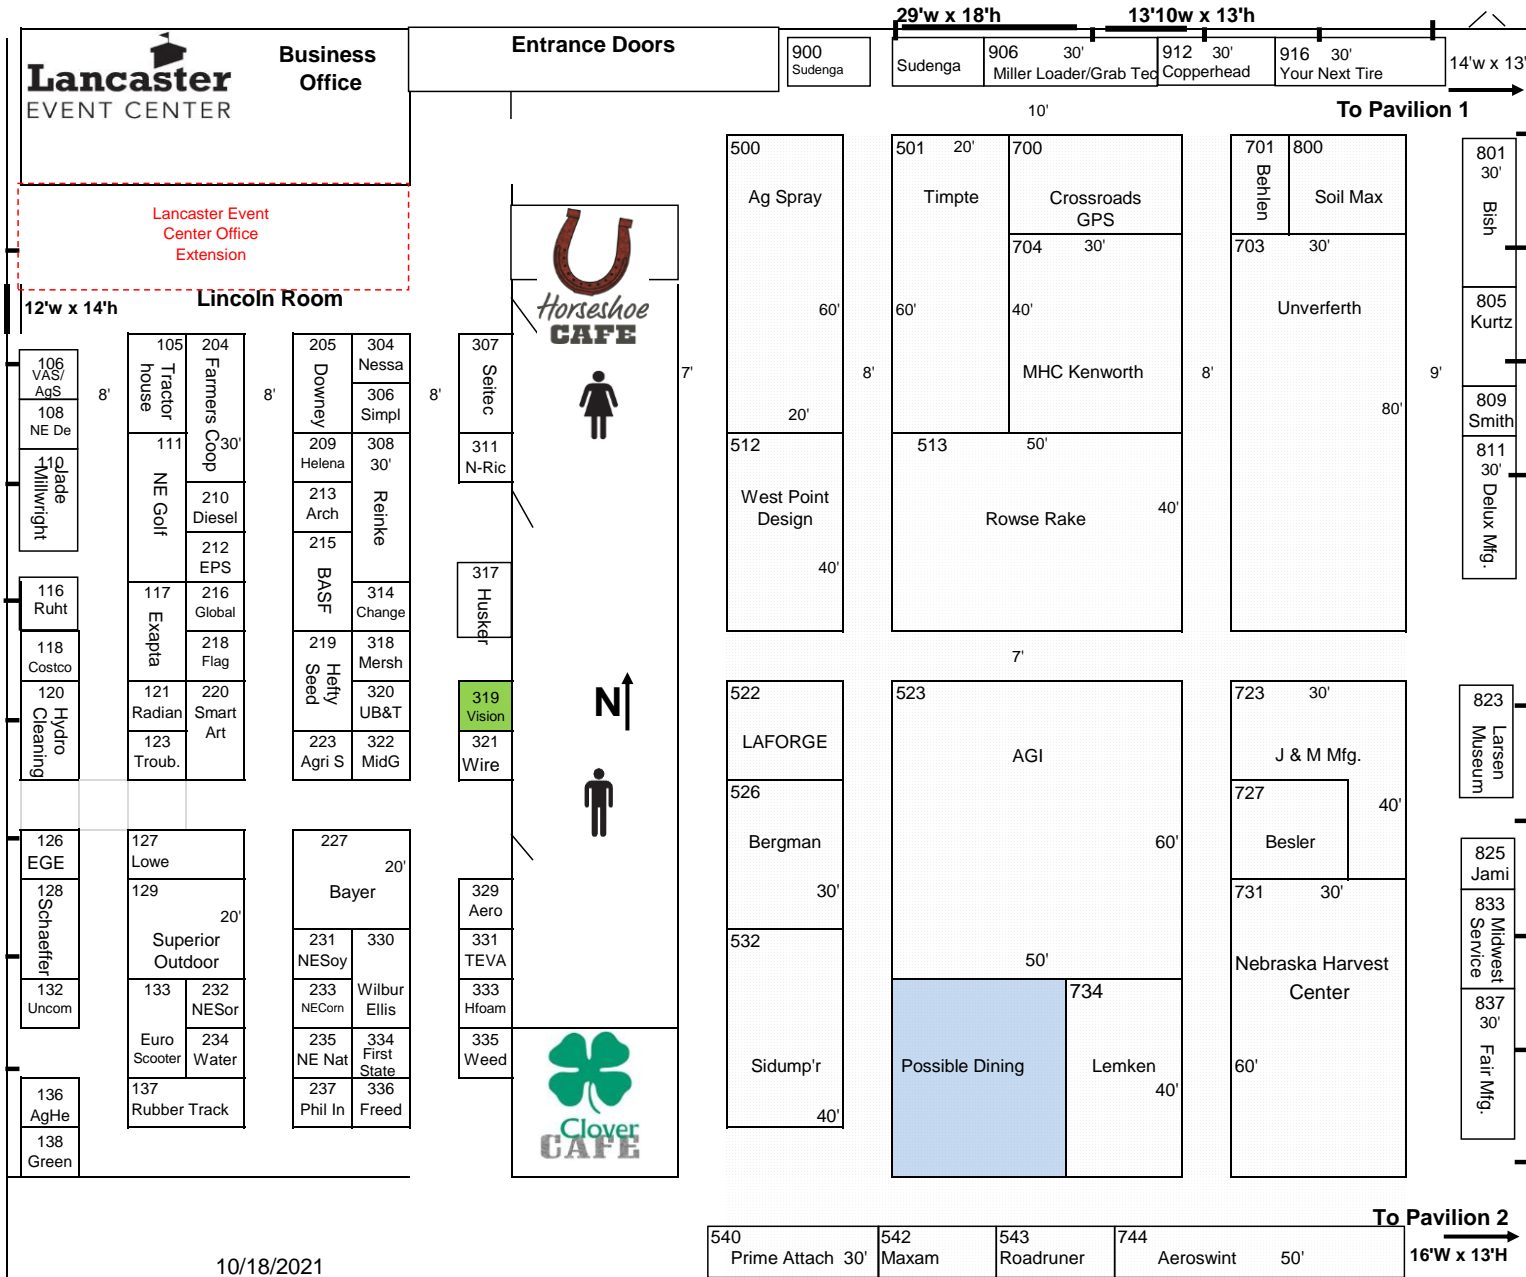 29'w x 18'h
13'10w x 13'h
Lancaster
EVENT CENTER
Business
Office
Entrance Doors
900
Sudenga
Sudenga
906 30'
Miller Loader/Grab Tec
912 30'
Copperhead
916 30'
Your Next Tire
14'w x 13'
10'
To Pavilion 1
Lancaster Event
Center Office
Extension
12'w x 14'h
Lincoln Room
Horseshoe
CAFE
500
Ag Spray
60'
20'
501 20'
Timpte
60'
700
Crossroads
GPS
704 30'
40'
MHC Kenworth
701
Behlen
800
Soil Max
703 30'
Unverferth
80'
801
30'
Bish
805
Kurtz
809
Smith
811
30'
Delux Mfg.
7'
8'
8'
9'
106
VAS/
AgS
108
NE De
110
Jade
Millwright
116
Ruht
118
Costco
120
Hydro
Cleaning
126
EGE
128
Schaeffer
132
Uncom
136
AgHe
138
Green
8'
105
Tractor
house
111
NE Golf
117
Exapta
121
Radian
123
Troub.
127
Lowe
129
20'
Superior
Outdoor
133
Euro
Scooter
137
Rubber Track
204
Farmers Coop
30'
210
Diesel
212
EPS
216
Global
218
Flag
220
Smart
Art
232
NESor
234
Water
8'
205
Downey
209
Helena
213
Arch
215
BASF
219
Hefty
Seed
223
Agri S
227
20'
Bayer
231
NESoy
233
NECorn
235
NE Nat
237
Phil In
304
Nessa
306
Simpl
308
30'
Reinke
314
Change
318
Mersh
320
UB&T
322
MidG
330
Wilbur
Ellis
334
First
State
336
Freed
8'
307
Seitec
311
N-Ric
317
Husker
319
Vision
321
Wire
329
Aero
331
TEVA
333
Hfoam
335
Weed
N
Clover
CAFE
512
West Point
Design
40'
513 50'
Rowse Rake
40'
7'
522
LAFORGE
526
Bergman
30'
532
Sidump'r
40'
523
AGI
60'
50'
Possible Dining
734
Lemken
40'
723 30'
J & M Mfg.
40'
727
Besler
731 30'
Nebraska Harvest
Center
60'
823
Larsen
Museum
825
Jami
833
Midwest
Service
837
30'
Fair Mfg.
To Pavilion 2
16'W x 13'H
540
Prime Attach 30'
542
Maxam
543
Roadruner
744
Aeroswint 50'
10/18/2021